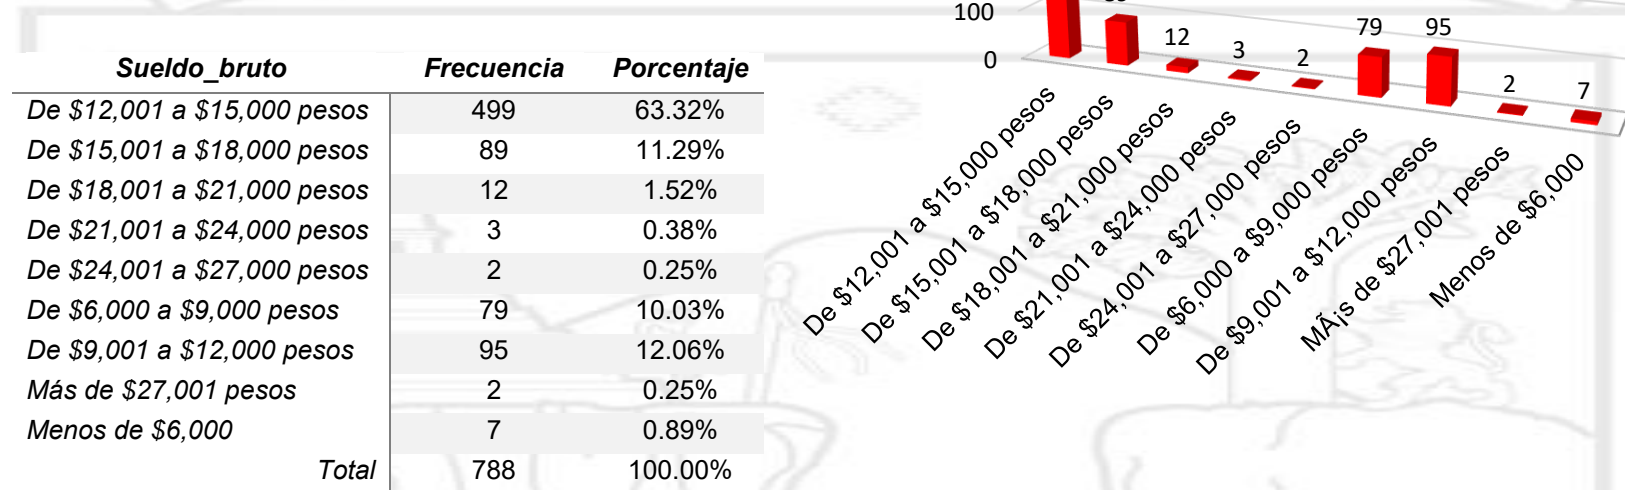 Sueldo_bruto Frecuencia Porcentaje
De $12,001 a $15,000 pesos 499 63.32%
De $15,001 a $18,000 pesos 89 11.29%
De $18,001 a $21,000 pesos 12 1.52%
De $21,001 a $24,000 pesos 3 0.38%
De $24,001 a $27,000 pesos 2 0.25%
De $6,000 a $9,000 pesos 79 10.03%
De $9,001 a $12,000 pesos 95 12.06%
Más de $27,001 pesos 2 0.25%
Menos de $6,000 7 0.89%
Total 788 100.00%
100
0
12
3
2
79
95
2
7
De $12,001 a $15,000 pesos
De $15,001 a $18,000 pesos
De $18,001 a $21,000 pesos
De $21,001 a $24,000 pesos
De $24,001 a $27,000 pesos
De $6,000 a $9,000 pesos
De $9,001 a $12,000 pesos
MÃ¡s de $27,001 pesos
Menos de $6,000